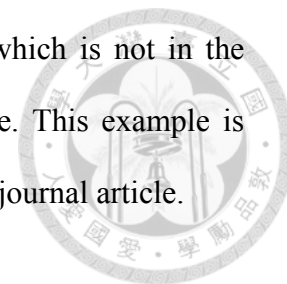 which is not in the
e. This example is
journal article.